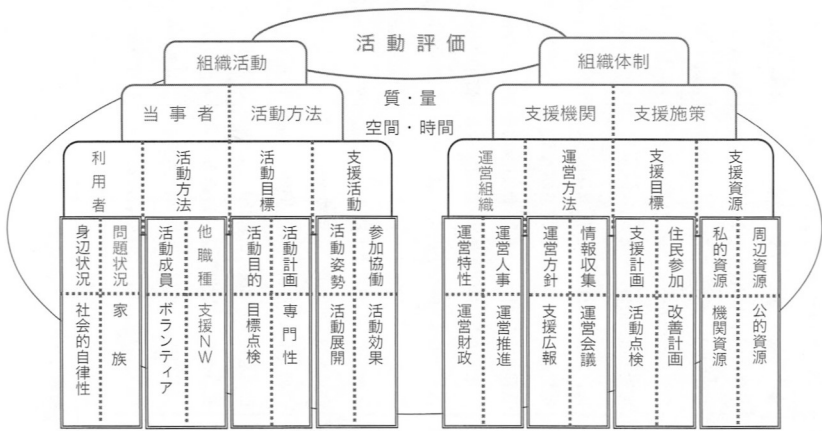 活動評価
組織活動
組織体制
質・量
空間・時間
当事者
活動方法
支援機関
支援施策
利用者
活動方法
活動目標
支援活動
運営組織
運営方法
支援目標
支援資源
身辺状況
問題状況
社会的自律性
家族
活動成員
他職種
ボランティア
支援NW
活動目的
活動計画
目標点検
専門性
活動姿勢
参加協働
活動展開
活動効果
運営特性
運営人事
運営財政
運営推進
運営方針
情報収集
支援広報
運営会議
支援計画
住民参加
活動点検
改善計画
私的資源
周辺資源
機関資源
公的資源